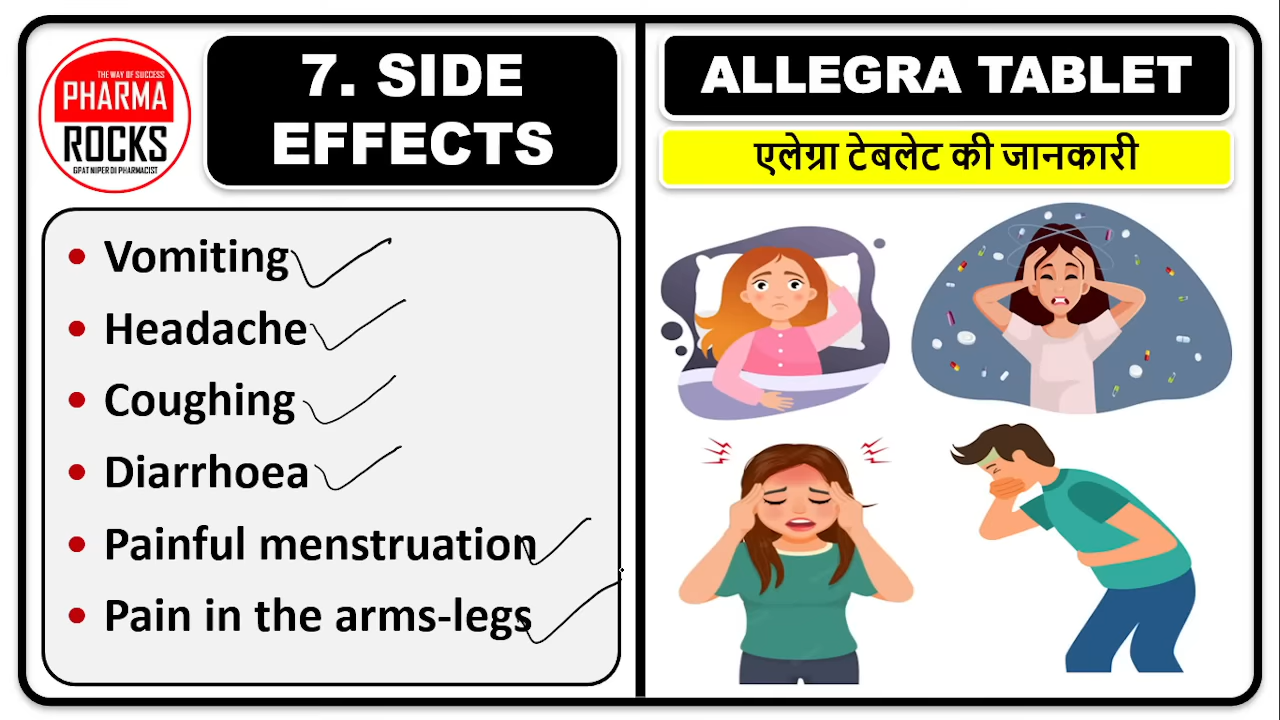 THE WAY OF SUCCESS
PHARMA
ROCKS
GPAT NIPER DI PHARMACIST
7. SIDE
EFFECTS
• Vomiting
• Headache
• Coughing
• Diarrhoea
• Painful menstruation
• Pain in the arms-legs
ALLEGRA TABLET
एलेग्रा टेबलेट की जानकारी